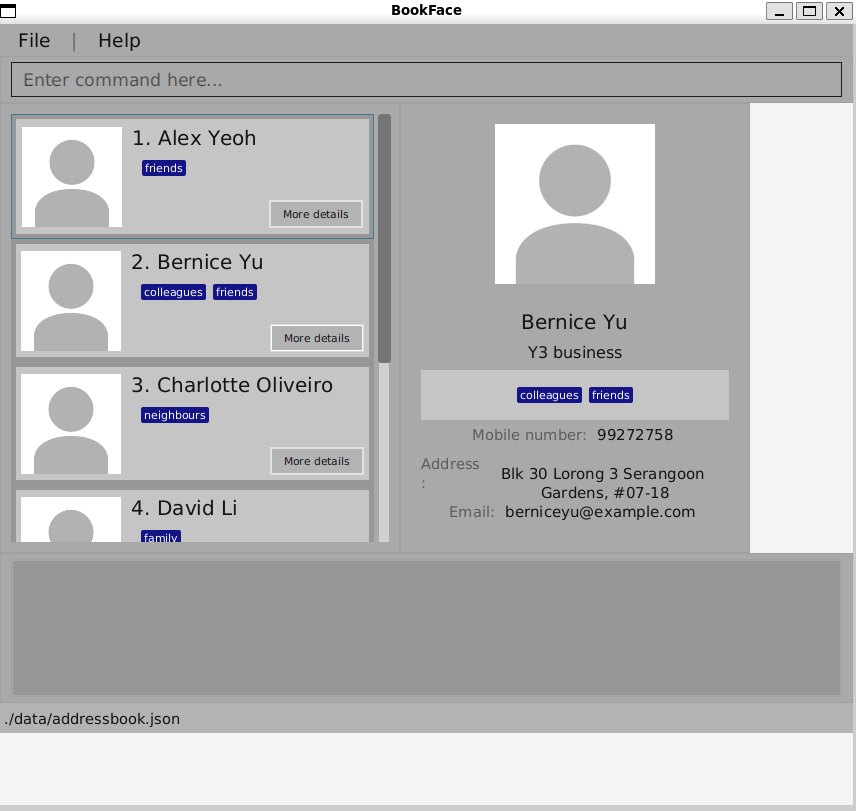 BookFace
File | Help
Enter command here...
1. Alex Yeoh
friends
More details
2. Bernice Yu
colleagues friends
More details
3. Charlotte Oliveiro
neighbours
More details
4. David Li
family
Bernice Yu
Y3 business
colleagues friends
Mobile number: 99272758
Address
:
Blk 30 Lorong 3 Serangoon
Gardens, #07-18
Email: berniceyu@example.com
./data/addressbook.json